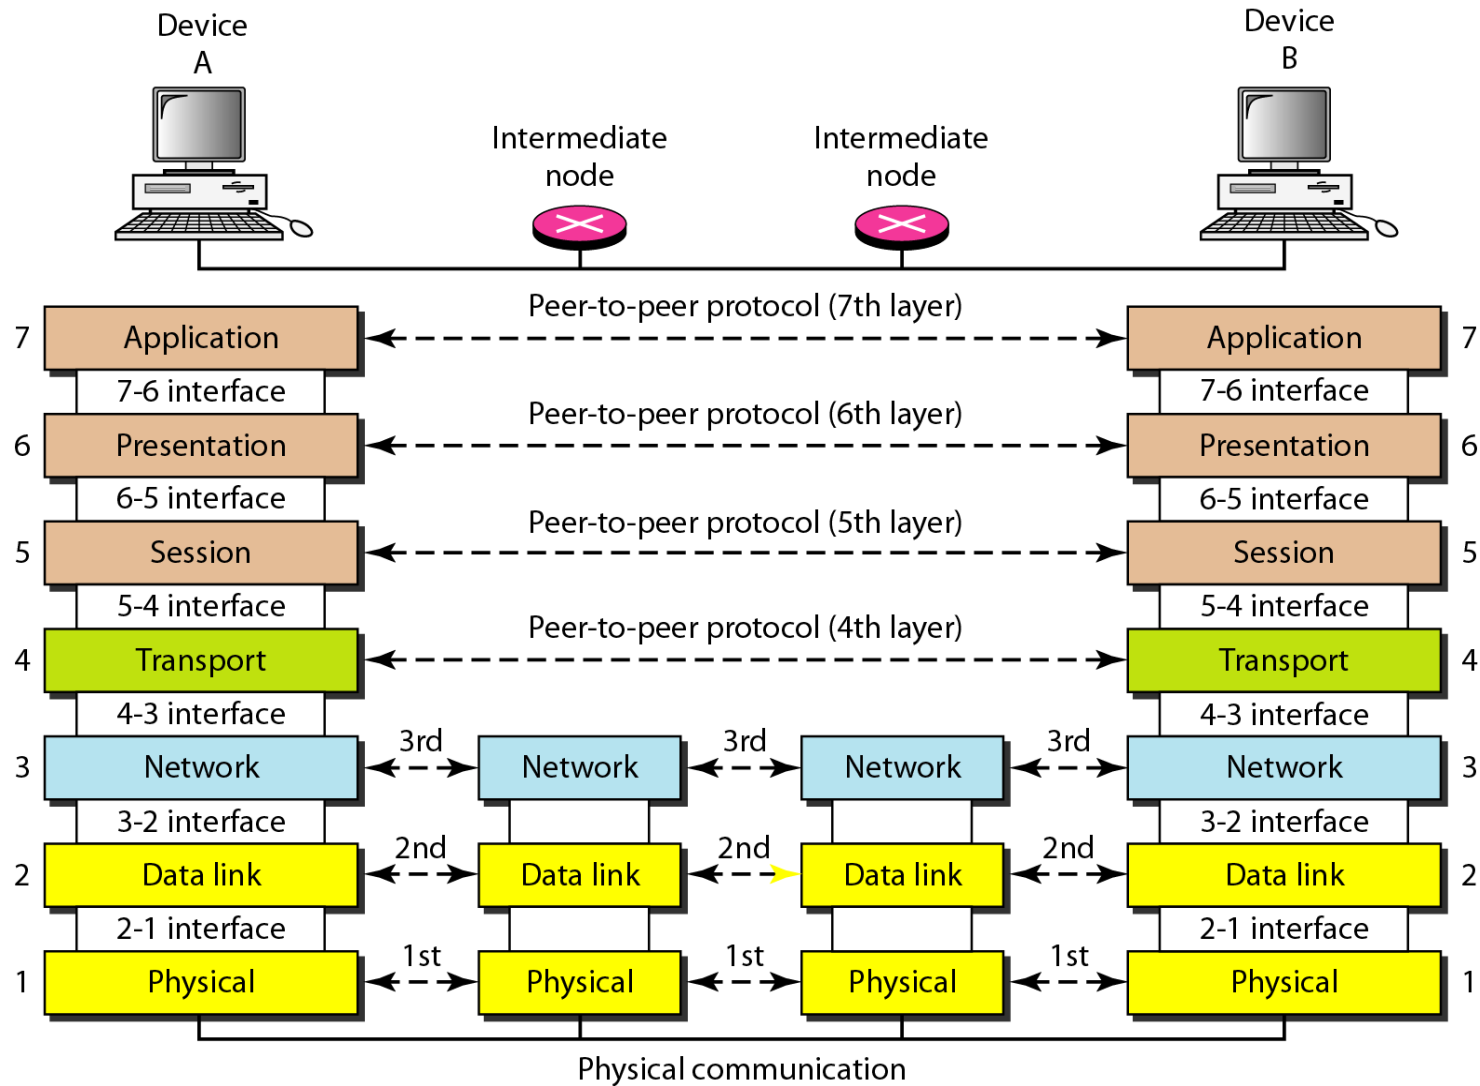 Device
A
Device
B
Intermediate
node
Intermediate
node
Peer-to-peer protocol (7th layer)
7 Application Application 7
7-6 interface 7-6 interface
Peer-to-peer protocol (6th layer)
6 Presentation Presentation 6
6-5 interface 6-5 interface
Peer-to-peer protocol (5th layer)
5 Session Session 5
5-4 interface 5-4 interface
Peer-to-peer protocol (4th layer)
4 Transport Transport 4
4-3 interface 4-3 interface
3rd 3rd 3rd
3 Network Network Network Network 3
3-2 interface 3-2 interface
2nd 2nd 2nd
2 Data link Data link Data link Data link 2
2-1 interface 2-1 interface
1st 1st 1st
1 Physical Physical Physical Physical 1
Physical communication